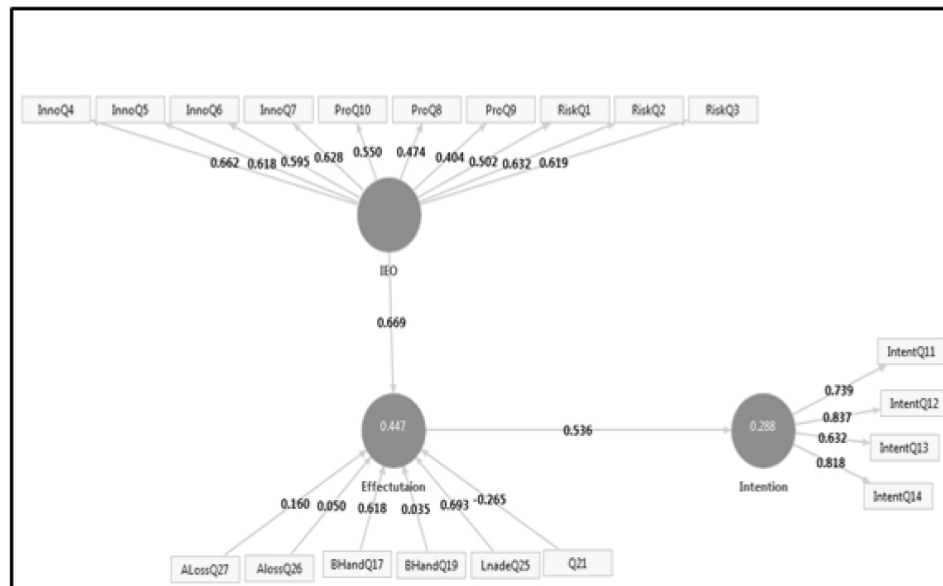 InnoQ4 InnoQ5 InnoQ6 InnoQ7 ProQ10 ProQ8 ProQ9 RiskQ1 RiskQ2 RiskQ3
0.662 0.618 0.595 0.628 0.550 0.474 0.404 0.502 0.632 0.619
IEO
0.669
IntentQ11
0.739
IntentQ12
0.837
0.447
0.536
0.288
0.632
IntentQ13
0.818
Effectutaion
Intention
IntentQ14
0.160 0.050 0.618 0.035 0.693 -0.265
ALossQ27 AlossQ26 BHandQ17 BHandQ19 LnadeQ25 Q21